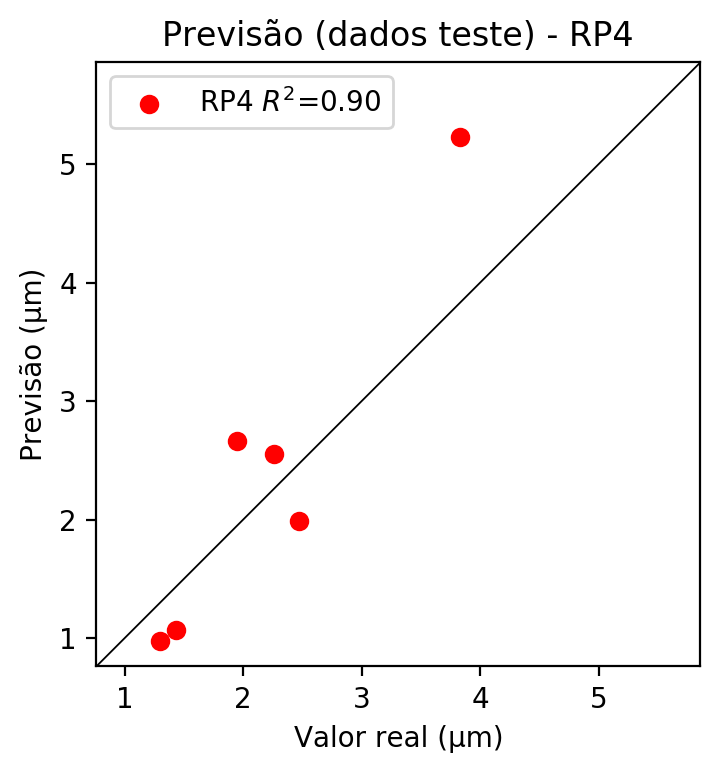 Previsão (dados teste) - RP4
RP4 R²=0.90
Previsão (µm)
5
4
3
2
1
1 2 3 4 5
Valor real (µm)